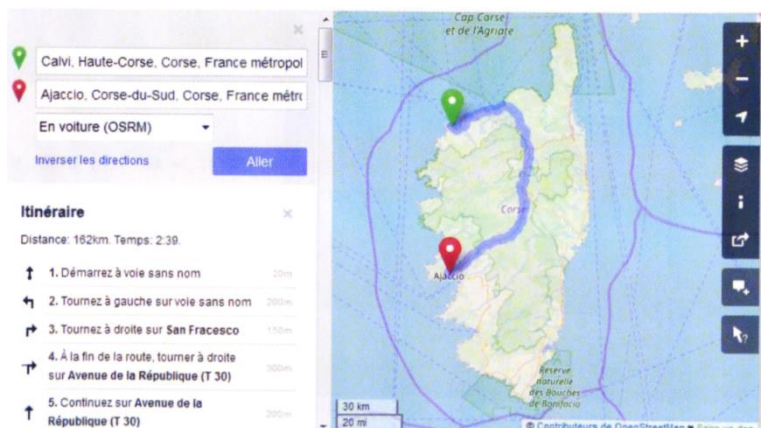 Calvi, Haute-Corse, Corse, France métropol
Ajaccio, Corse-du-Sud, Corse, France métro
En voiture (OSRM)
Inverser les directions
Aller
Itinéraire
Distance: 162km. Temps: 2:39.
1. Démarrez à voie sans nom 20m
2. Tournez à gauche sur voie sans nom 200m
3. Tournez à droite sur San Fracesco 150m
4. À la fin de la route, tourner à droite
sur Avenue de la République (T 30) 300m
5. Continuez sur Avenue de la
République (T 30) 200m
Cap Corse
et de l'Agriate
Corse
Ajaccio
Réserve
naturelle
des Bouches
de Bonifacio
30 km
20 mi
© Contributeurs de OpenStreetMap ♥ Faire un don